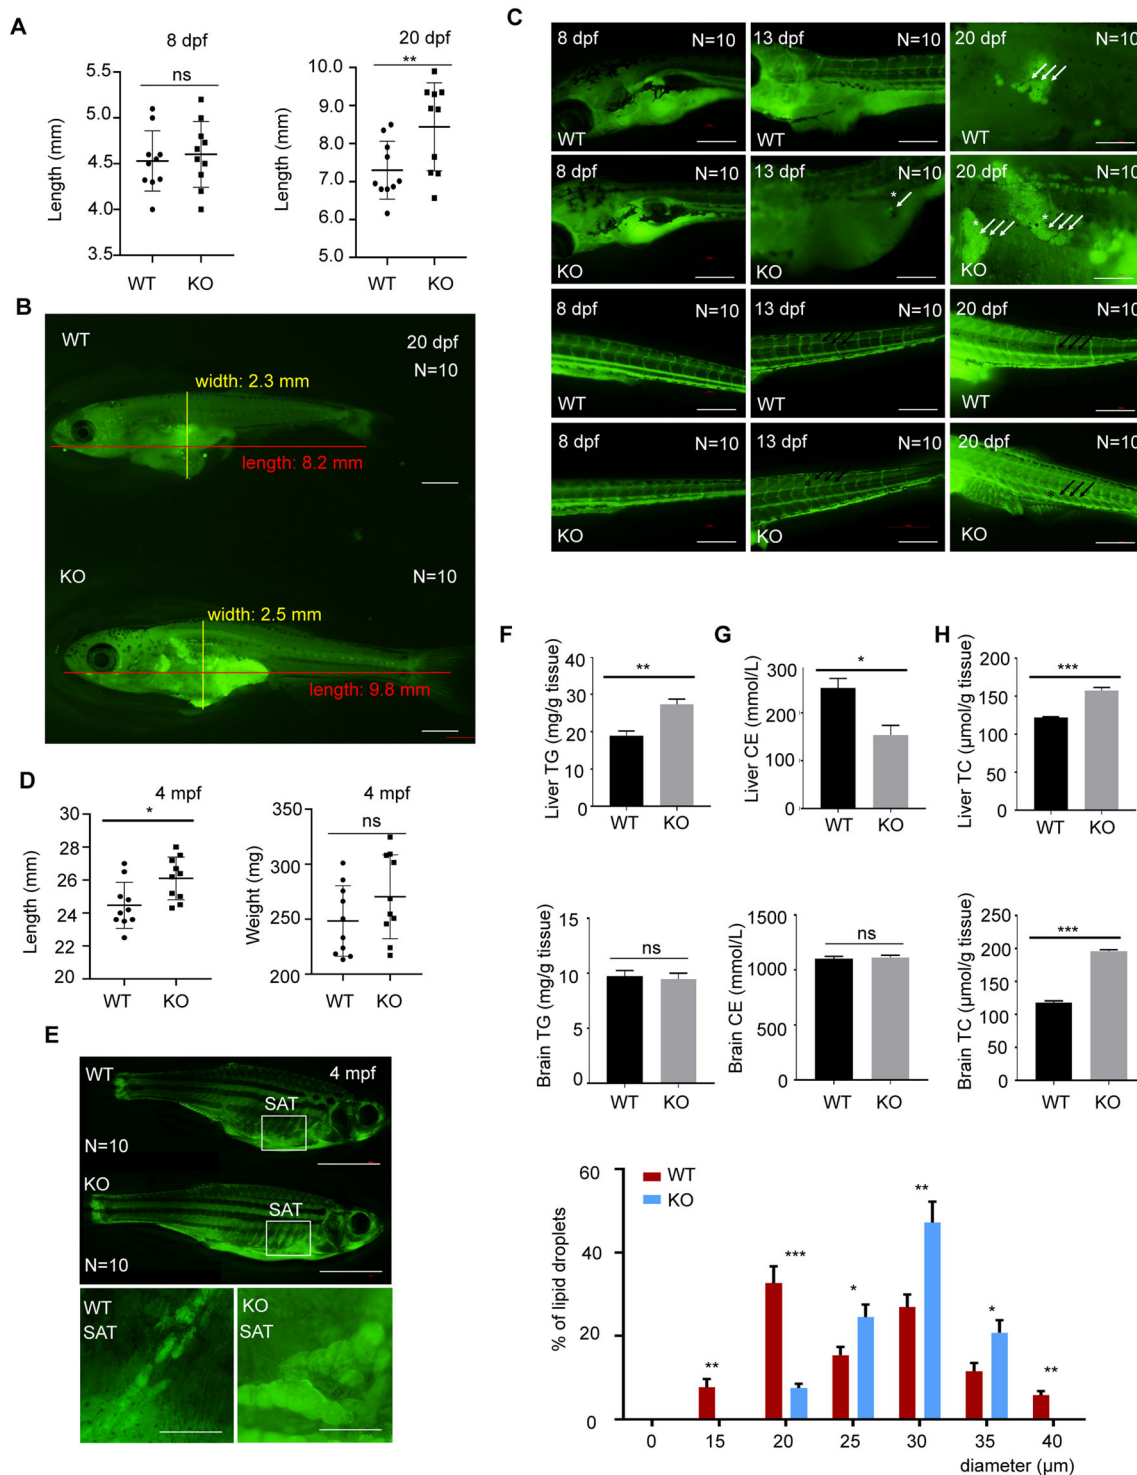 A
8 dpf
ns
5.5
5.0
4.5
4.0
3.5
Length (mm)
WT
KO
20 dpf
**
10.0
9.0
8.0
7.0
6.0
5.0
Length (mm)
WT
KO
B
WT
20 dpf
N=10
width: 2.3 mm
length: 8.2 mm
KO
N=10
width: 2.5 mm
length: 9.8 mm
C
8 dpf N=10
WT
13 dpf N=10
WT
20 dpf N=10
WT
8 dpf N=10
KO
13 dpf N=10
*
KO
20 dpf N=10
* *
KO
8 dpf N=10
WT
13 dpf N=10
WT
20 dpf N=10
WT
8 dpf N=10
KO
13 dpf N=10
*
KO
20 dpf N=10
*
KO
D
4 mpf
*
30
28
26
24
22
20
Length (mm)
WT
KO
4 mpf
ns
350
300
250
200
Weight (mg)
WT
KO
E
WT
4 mpf
SAT
N=10
KO
SAT
N=10
WT
SAT
KO
SAT
F
**
40
30
20
10
0
Liver TG (mg/g tissue)
WT
KO
G
*
300
200
100
0
Liver CE (mmol/L)
WT
KO
H
***
200
150
100
50
0
Liver TC (µmol/g tissue)
WT
KO
ns
15
10
5
0
Brain TG (mg/g tissue)
WT
KO
ns
1500
1000
500
0
Brain CE (mmol/L)
WT
KO
***
250
200
150
100
50
0
Brain TC (µmol/g tissue)
WT
KO
WT
KO
60
40
20
0
% of lipid droplets
**
***
*
**
*
**
0 15 20 25 30 35 40
diameter (µm)